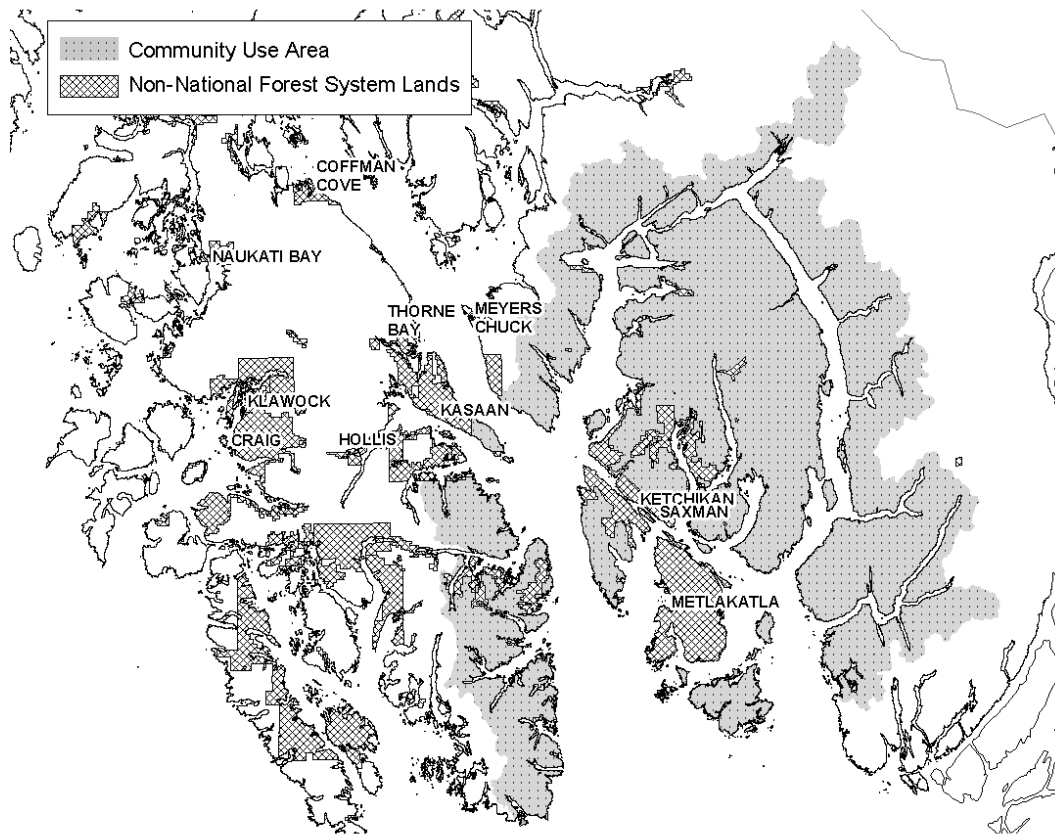 Community Use Area
Non-National Forest System Lands
COFFMAN
COVE
NAUKATI BAY
THORNE
BAY
MEYERS
CHUCK
KLAWOCK
KASAAN
CRAIG
HOLLIS
KETCHIKAN
SAXMAN
METLAKATLA